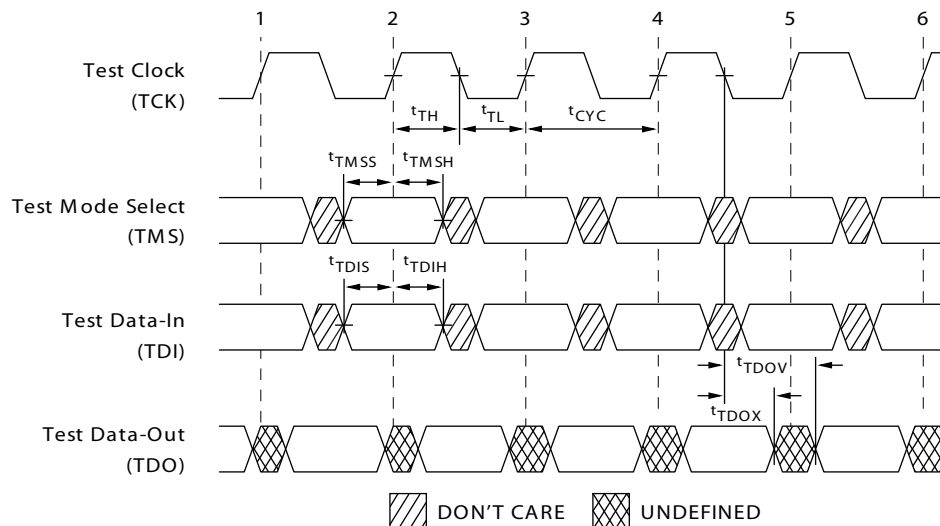 1 2 3 4 5 6
Test Clock
(TCK)
tTH tTL tCYC
tTMSS tTMSH
Test Mode Select
(TMS)
tTDIS tTDIH
Test Data-In
(TDI)
tTDOV
tTDOX
Test Data-Out
(TDO)
DON'T CARE UNDEFINED